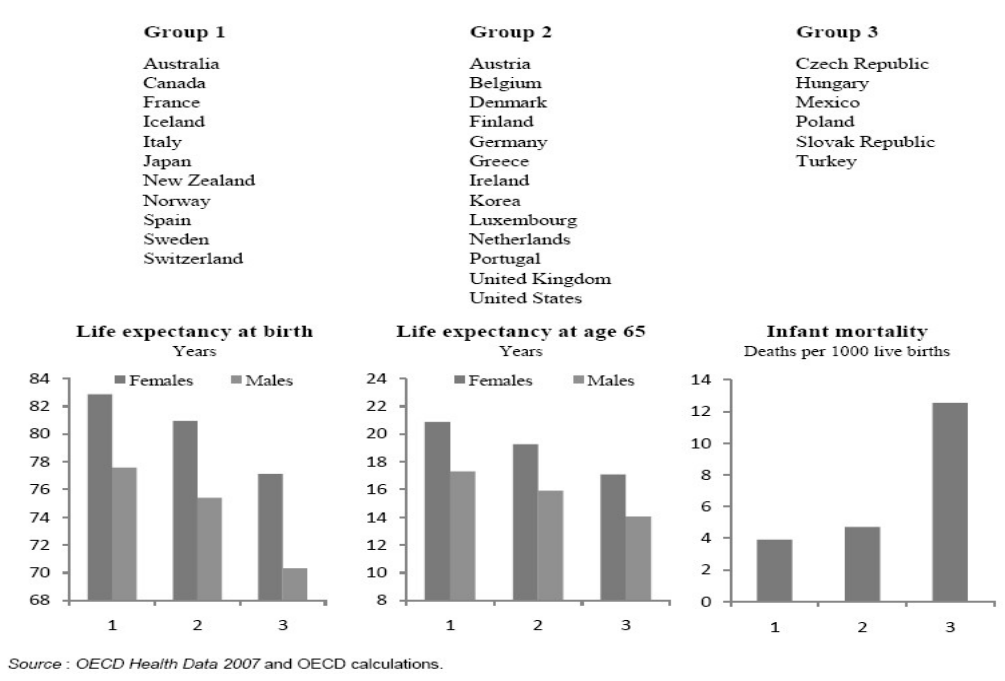 Group 1
Australia
Canada
France
Iceland
Italy
Japan
New Zealand
Norway
Spain
Sweden
Switzerland
Group 2
Austria
Belgium
Denmark
Finland
Germany
Greece
Ireland
Korea
Luxembourg
Netherlands
Portugal
United Kingdom
United States
Group 3
Czech Republic
Hungary
Mexico
Poland
Slovak Republic
Turkey
Life expectancy at birth
Years
Females Males
84
82
80
78
76
74
72
70
68
1 2 3
Life expectancy at age 65
Years
Females Males
24
22
20
18
16
14
12
10
8
1 2 3
Infant mortality
Deaths per 1000 live births
14
12
10
8
6
4
2
0
1 2 3
Source : OECD Health Data 2007 and OECD calculations.